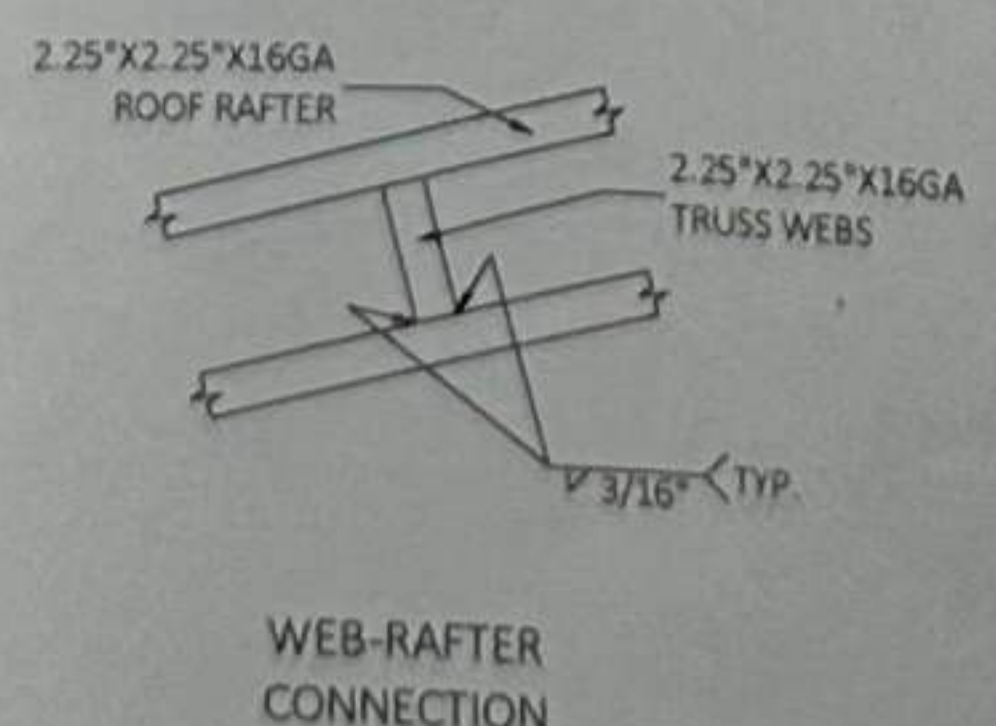 2.25"X2.25"X16GA
ROOF RAFTER
2.25"X2.25"X16GA
TRUSS WEBS
3/16"
TYP.
WEB-RAFTER
CONNECTION